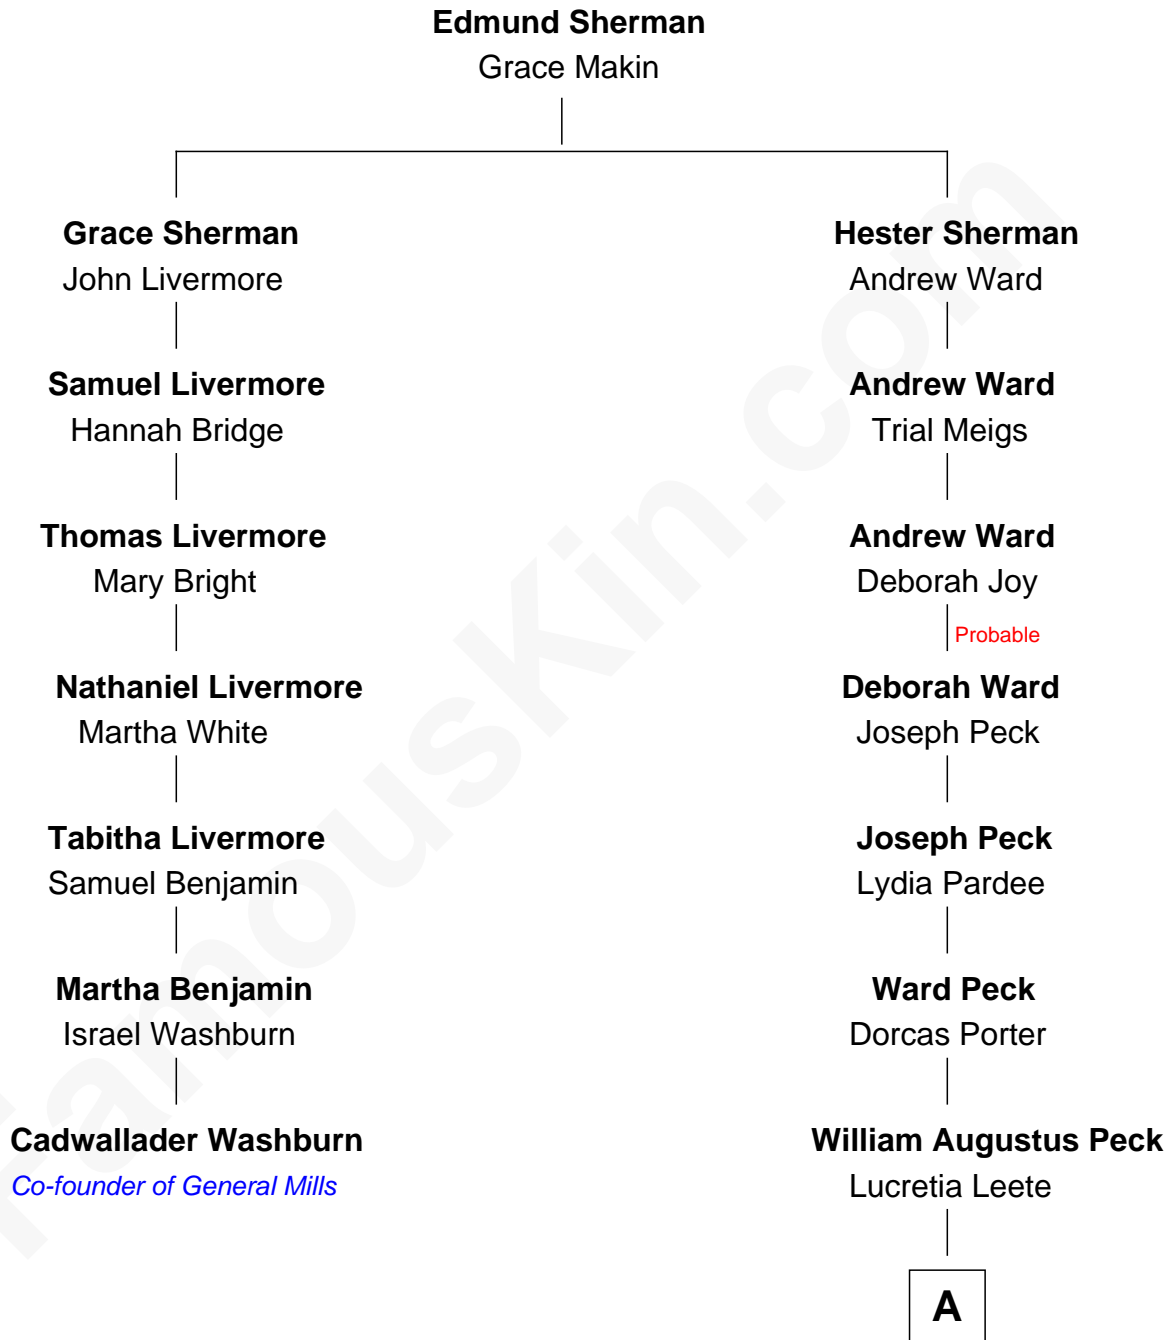 Edmund Sherman
Grace Makin
Grace Sherman
John Livermore
Hester Sherman
Andrew Ward
Samuel Livermore
Hannah Bridge
Andrew Ward
Trial Meigs
Thomas Livermore
Mary Bright
Andrew Ward
Deborah Joy
Probable
Nathaniel Livermore
Martha White
Deborah Ward
Joseph Peck
Tabitha Livermore
Samuel Benjamin
Joseph Peck
Lydia Pardee
Martha Benjamin
Israel Washburn
Ward Peck
Dorcas Porter
Cadwallader Washburn
Co-founder of General Mills
William Augustus Peck
Lucretia Leete
A
FamousKin.com